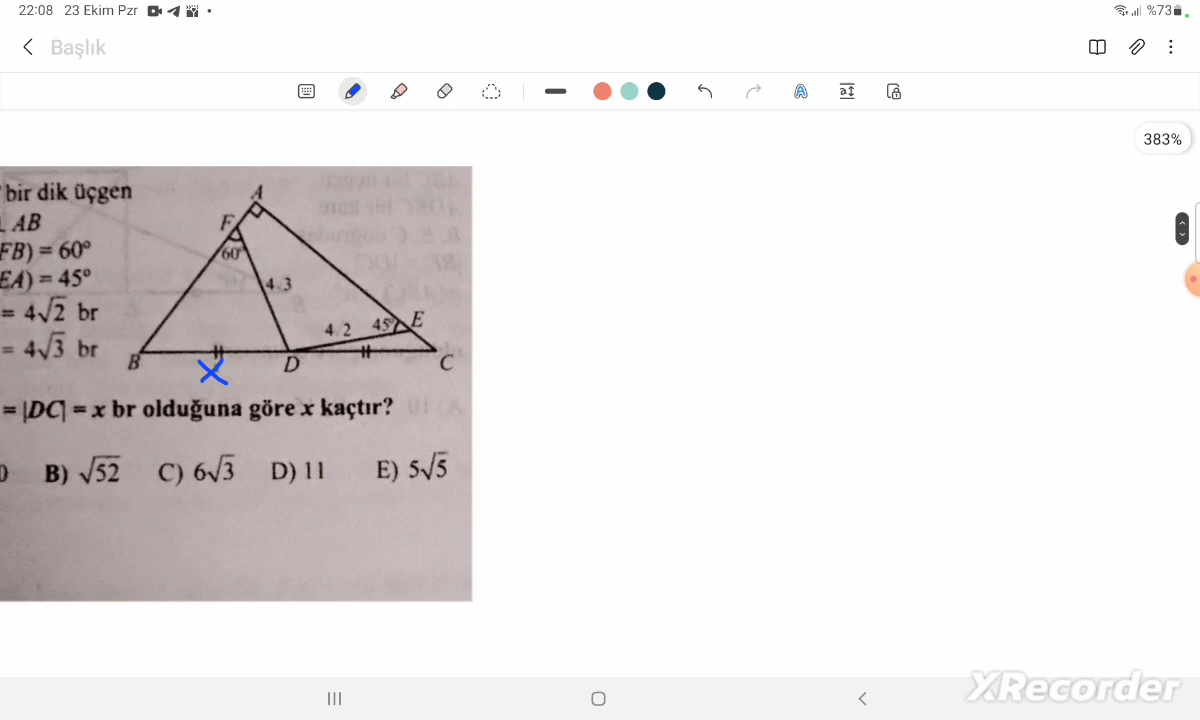 22:08 23 Ekim Pzr
%73
Başlık
383%
bir dik üçgen
AB
FB) = 60°
EA) = 45°
= 4√2 br
= 4√3 br
A
F
60°
4√3
4√2
45°
E
B
X
D
C
= |DC| = x br olduğuna göre x kaçtır?
0 B) √52 C) 6√3 D) 11 E) 5√5
XRecorder